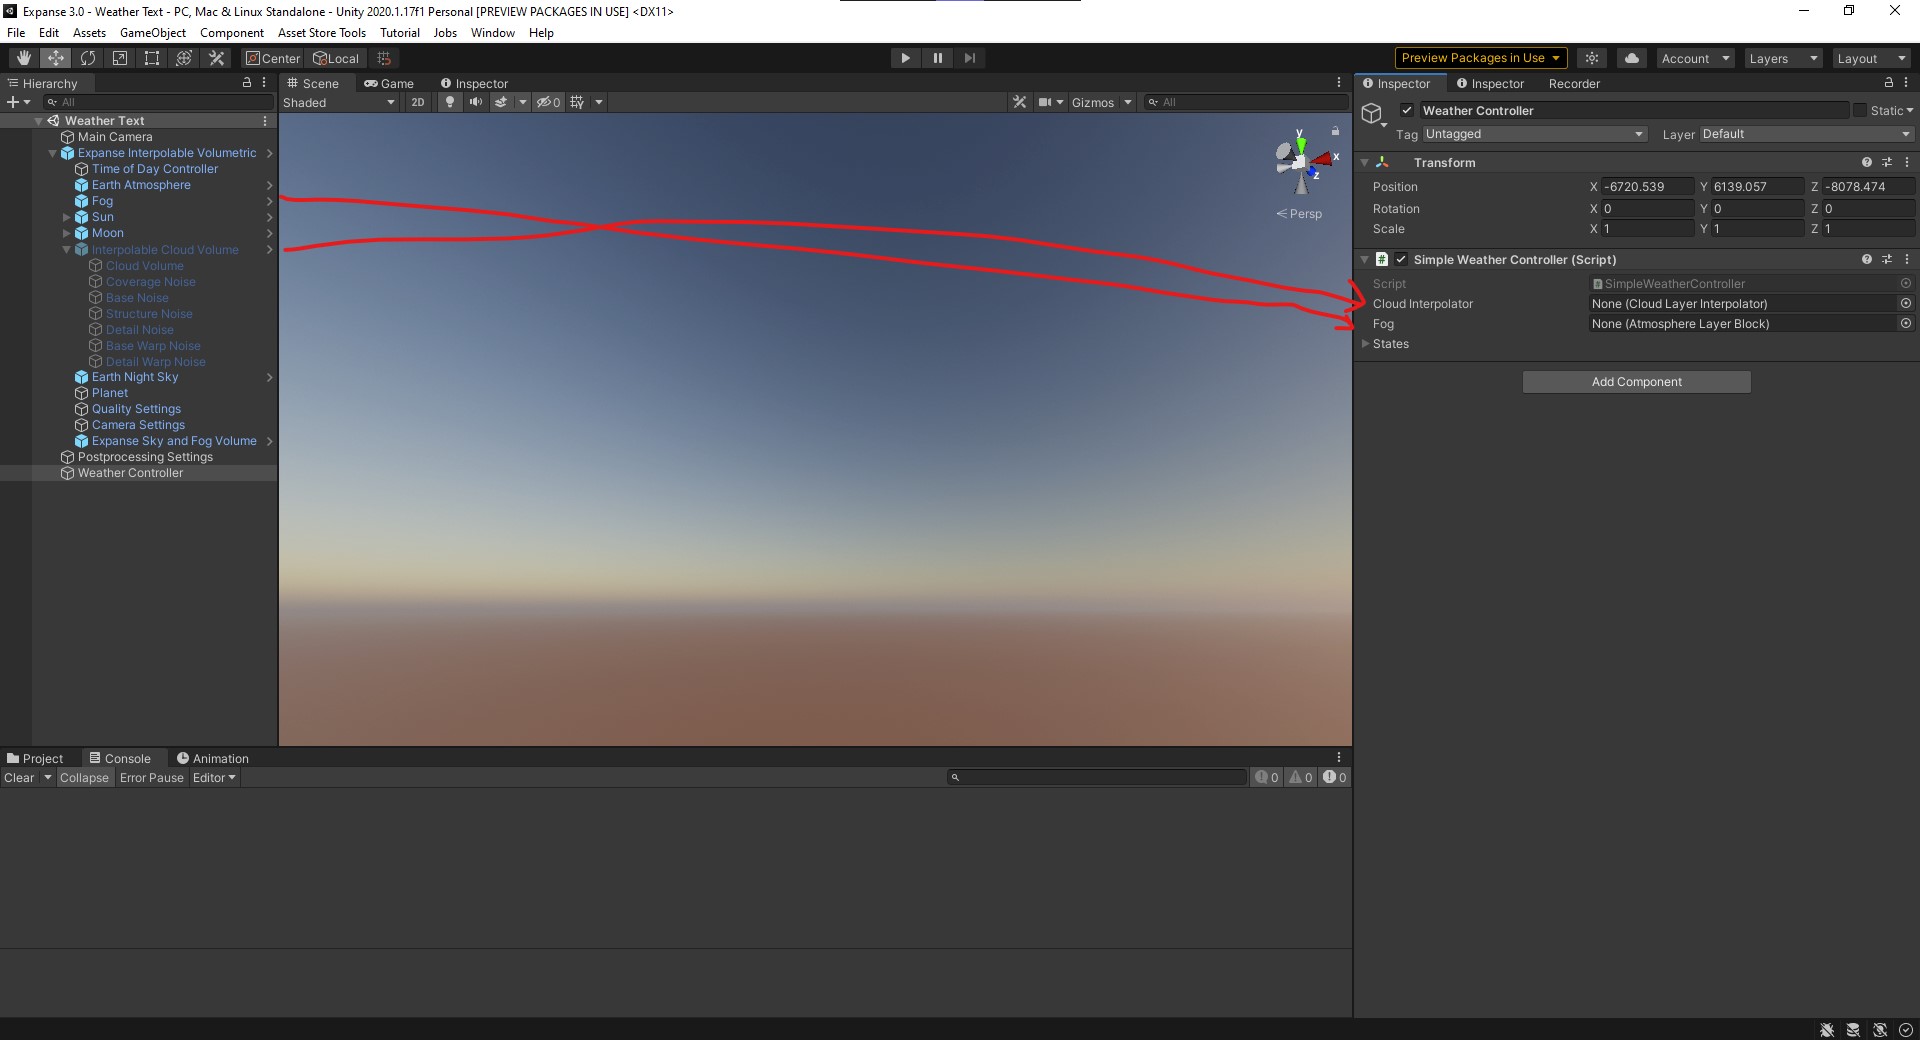 Expanse 3.0 - Weather Text - PC, Mac & Linux Standalone - Unity 2020.1.17f1 Personal [PREVIEW PACKAGES IN USE] <DX11>
File Edit Assets GameObject Component Asset Store Tools Tutorial Jobs Window Help
Center Local Preview Packages in Use Account Layers Layout
Hierarchy
All
Weather Text
Main Camera
Expanse Interpolable Volumetric
Time of Day Controller
Earth Atmosphere
Fog
Sun
Moon
Interpolable Cloud Volume
Cloud Volume
Coverage Noise
Base Noise
Structure Noise
Detail Noise
Base Warp Noise
Detail Warp Noise
Earth Night Sky
Planet
Quality Settings
Camera Settings
Expanse Sky and Fog Volume
Postprocessing Settings
Weather Controller
Scene Game Inspector
Shaded 2D 0 Gizmos All
y
x
z
Persp
Inspector Inspector Recorder
Weather Controller Static
Tag Untagged Layer Default
Transform
Position X -6720.539 Y 6139.057 Z -8078.474
Rotation X 0 Y 0 Z 0
Scale X 1 Y 1 Z 1
# Simple Weather Controller (Script)
Script SimpleWeatherController
Cloud Interpolator None (Cloud Layer Interpolator)
Fog None (Atmosphere Layer Block)
States
Add Component
Project Console Animation
Clear Collapse Error Pause Editor 0 0 0